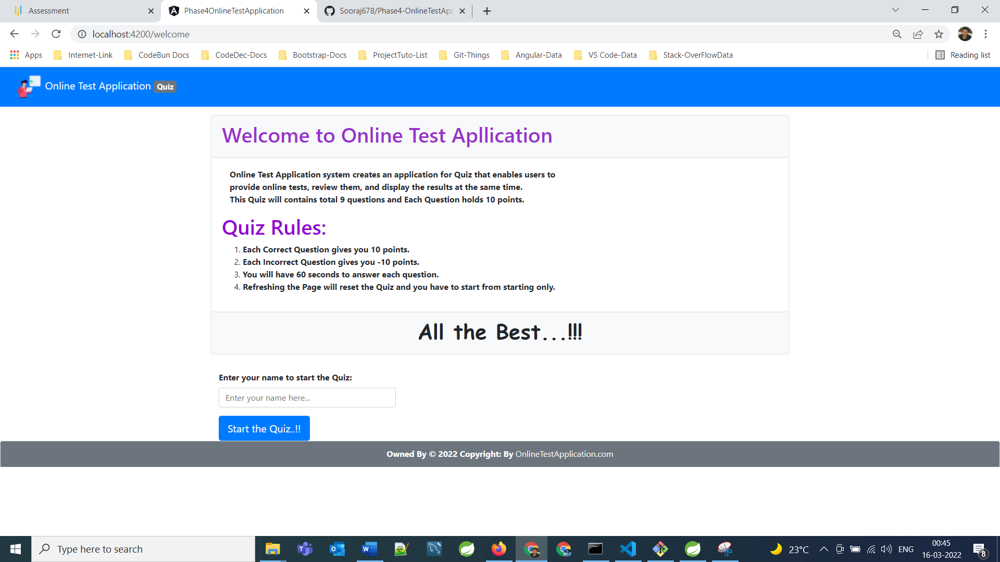 Assessment
Phase4OnlineTestApplication
Sooraj678/Phase4-OnlineTestApp
localhost:4200/welcome
Apps
Internet-Link
CodeBun Docs
CodeDec-Docs
Bootstrap-Docs
ProjectTuto-List
Git-Things
Angular-Data
VS Code-Data
Stack-OverFlowData
Reading list
Online Test Application Quiz
Welcome to Online Test Apllication
Online Test Application system creates an application for Quiz that enables users to
provide online tests, review them, and display the results at the same time.
This Quiz will contains total 9 questions and Each Question holds 10 points.
Quiz Rules:
1. Each Correct Question gives you 10 points.
2. Each Incorrect Question gives you -10 points.
3. You will have 60 seconds to answer each question.
4. Refreshing the Page will reset the Quiz and you have to start from starting only.
All the Best...!!!
Enter your name to start the Quiz:
Enter your name here...
Start the Quiz..!!
Owned By © 2022 Copyright: By OnlineTestApplication.com
Type here to search
23°C
ENG
00:45
16-03-2022
8